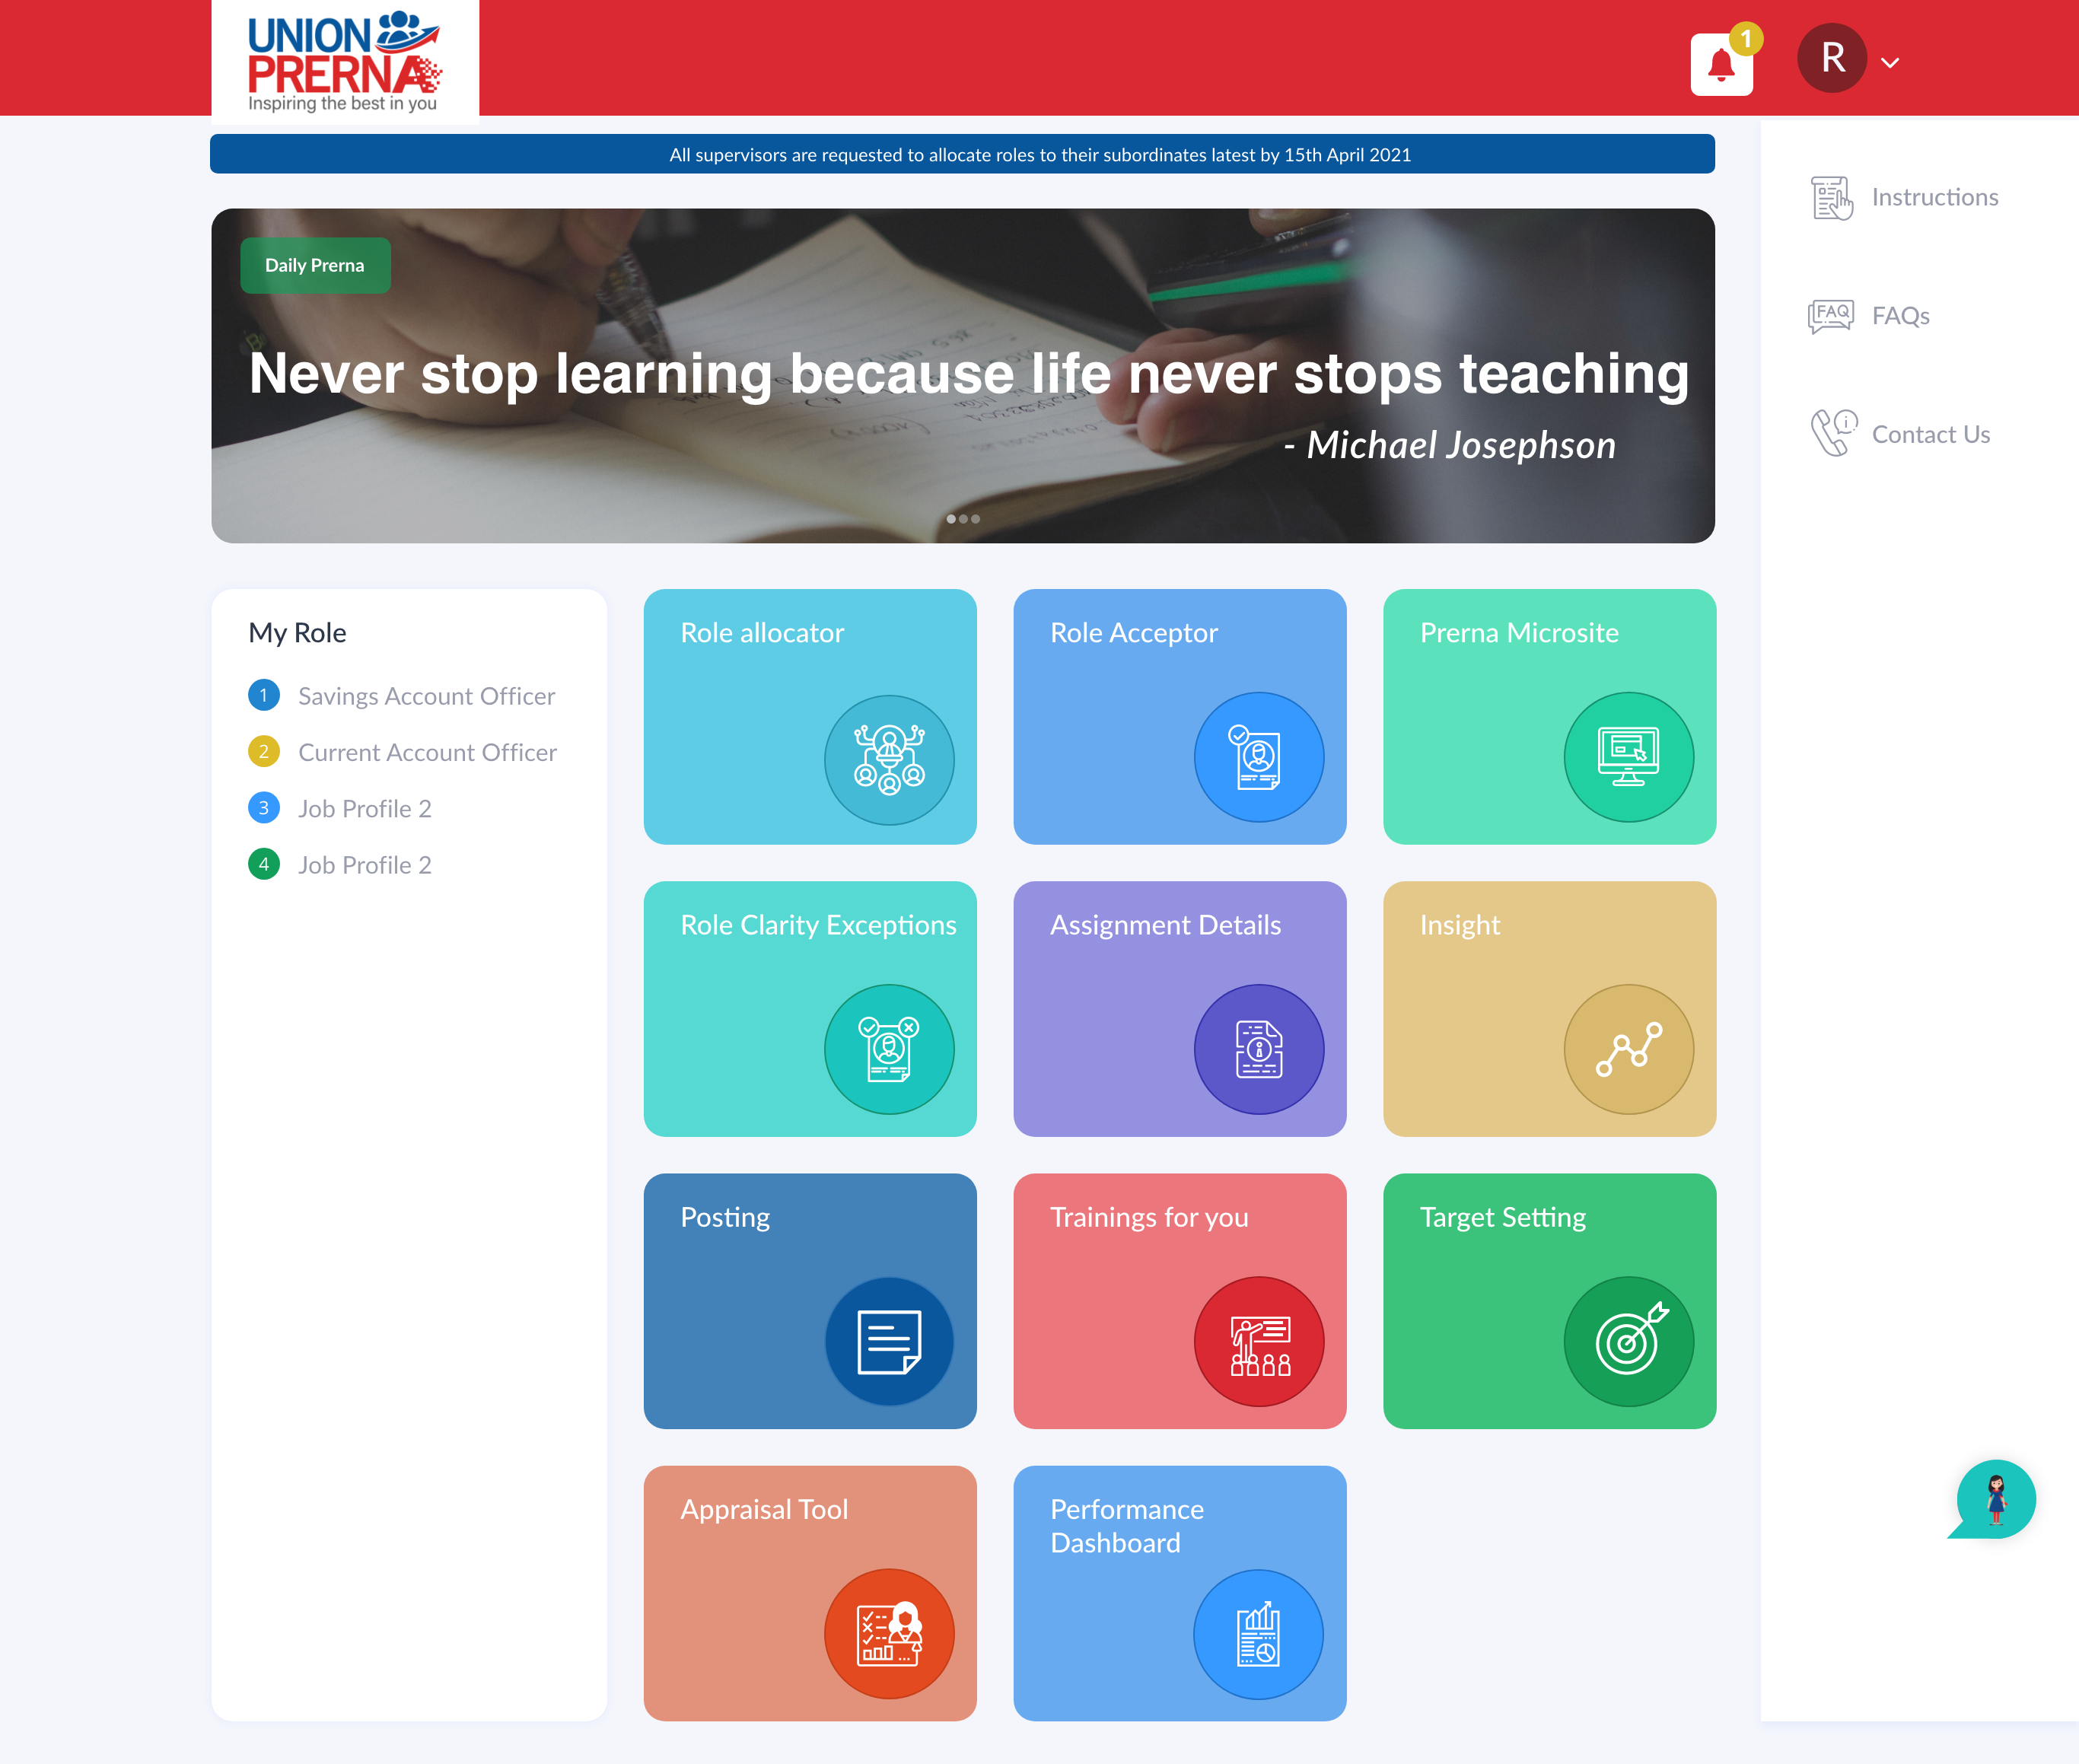 UNION
PRERNA
Inspiring the best in you
1
R
All supervisors are requested to allocate roles to their subordinates latest by 15th April 2021
Daily Prerna
Never stop learning because life never stops teaching
- Michael Josephson
Instructions
FAQ
FAQs
Contact Us
My Role
1 Savings Account Officer
2 Current Account Officer
3 Job Profile 2
4 Job Profile 2
Role allocator
Role Acceptor
Prerna Microsite
Role Clarity Exceptions
Assignment Details
Insight
Posting
Trainings for you
Target Setting
Appraisal Tool
Performance
Dashboard